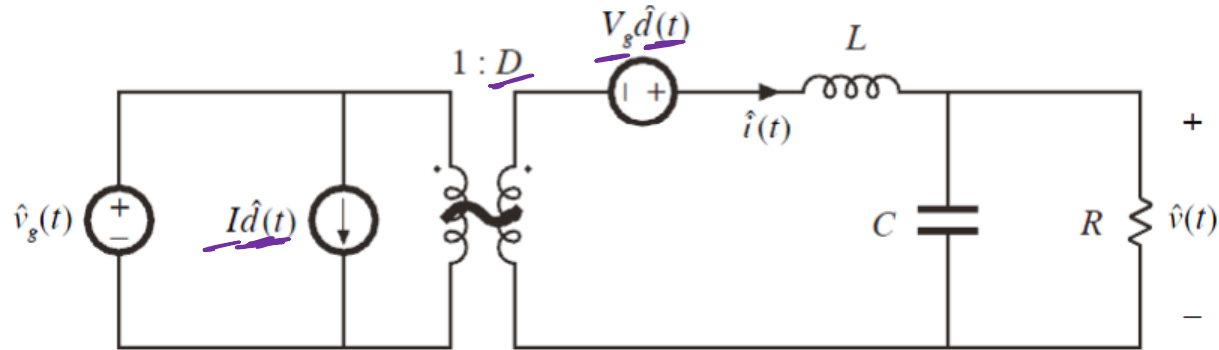 V_g d̂(t)
L
1 : D
− +
î(t)
+
v̂_g(t)
+
−
I d̂(t)
C
R
v̂(t)
−